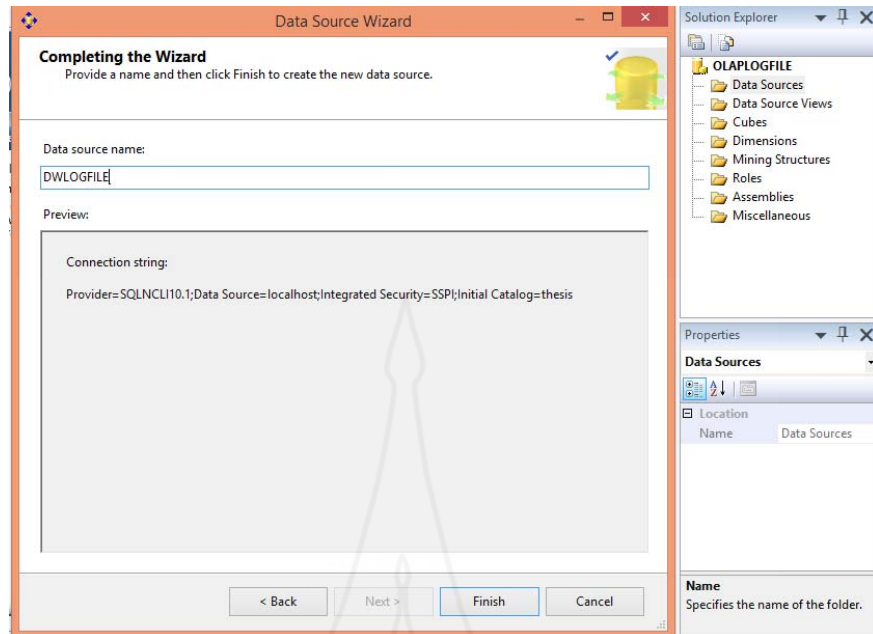 Data Source Wizard
Completing the Wizard
Provide a name and then click Finish to create the new data source.
Data source name:
DWLOGFILE
Preview:
Connection string:
Provider=SQLNCLI10.1;Data Source=localhost;Integrated Security=SSPI;Initial Catalog=thesis
< Back
Next >
Finish
Cancel
Solution Explorer
OLAPLOGFILE
Data Sources
Data Source Views
Cubes
Dimensions
Mining Structures
Roles
Assemblies
Miscellaneous
Properties
Data Sources
Location
Name Data Sources
Name
Specifies the name of the folder.